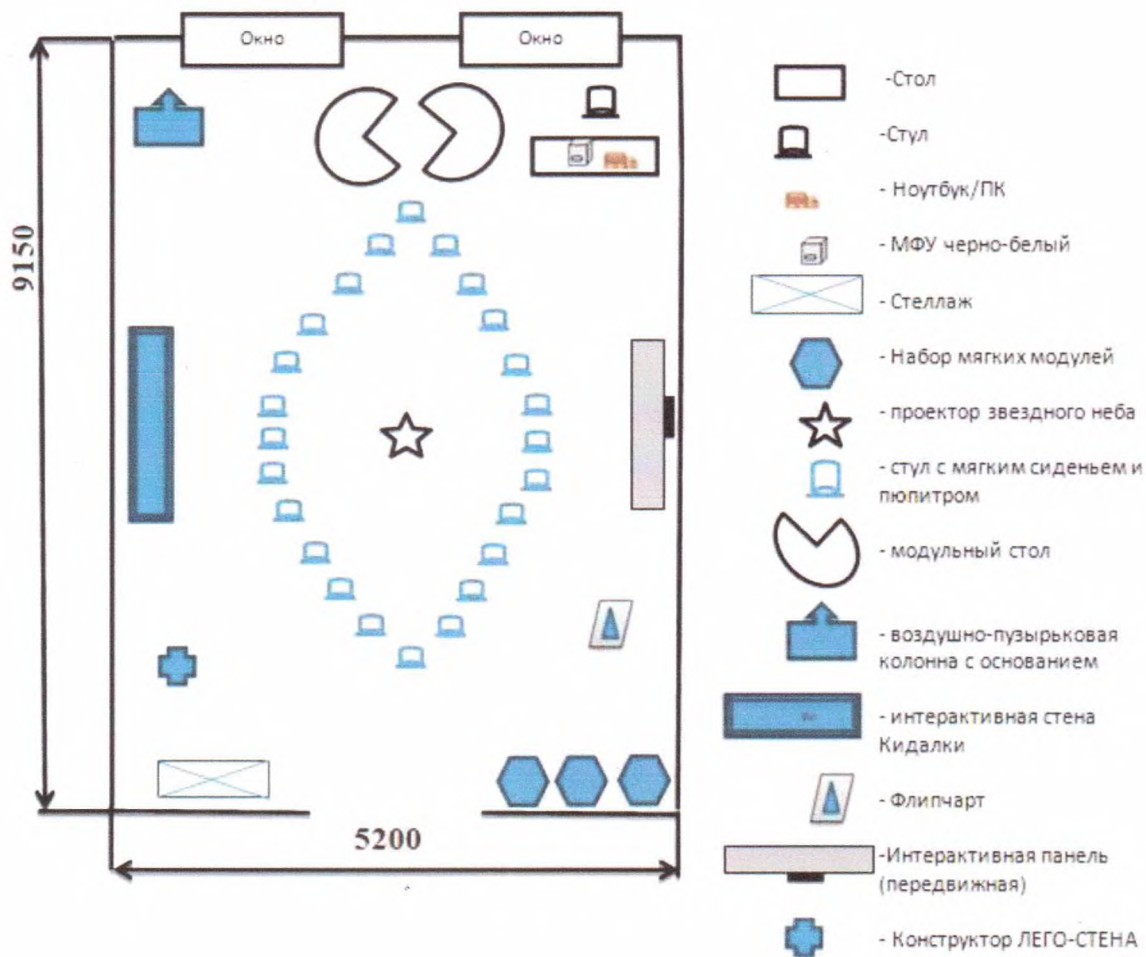 Окно
Окно
9150
5200
-Стол
-Стул
- Ноутбук/ПК
- МФУ черно-белый
- Стеллаж
- Набор мягких модулей
- проектор звездного неба
- стул с мягким сиденьем и
пюпитром
- модульный стол
- воздушно-пузырьковая
колонна с основанием
- интерактивная стена
Кидалки
- Флипчарт
-Интерактивная панель
(передвижная)
- Конструктор ЛЕГО-СТЕНА